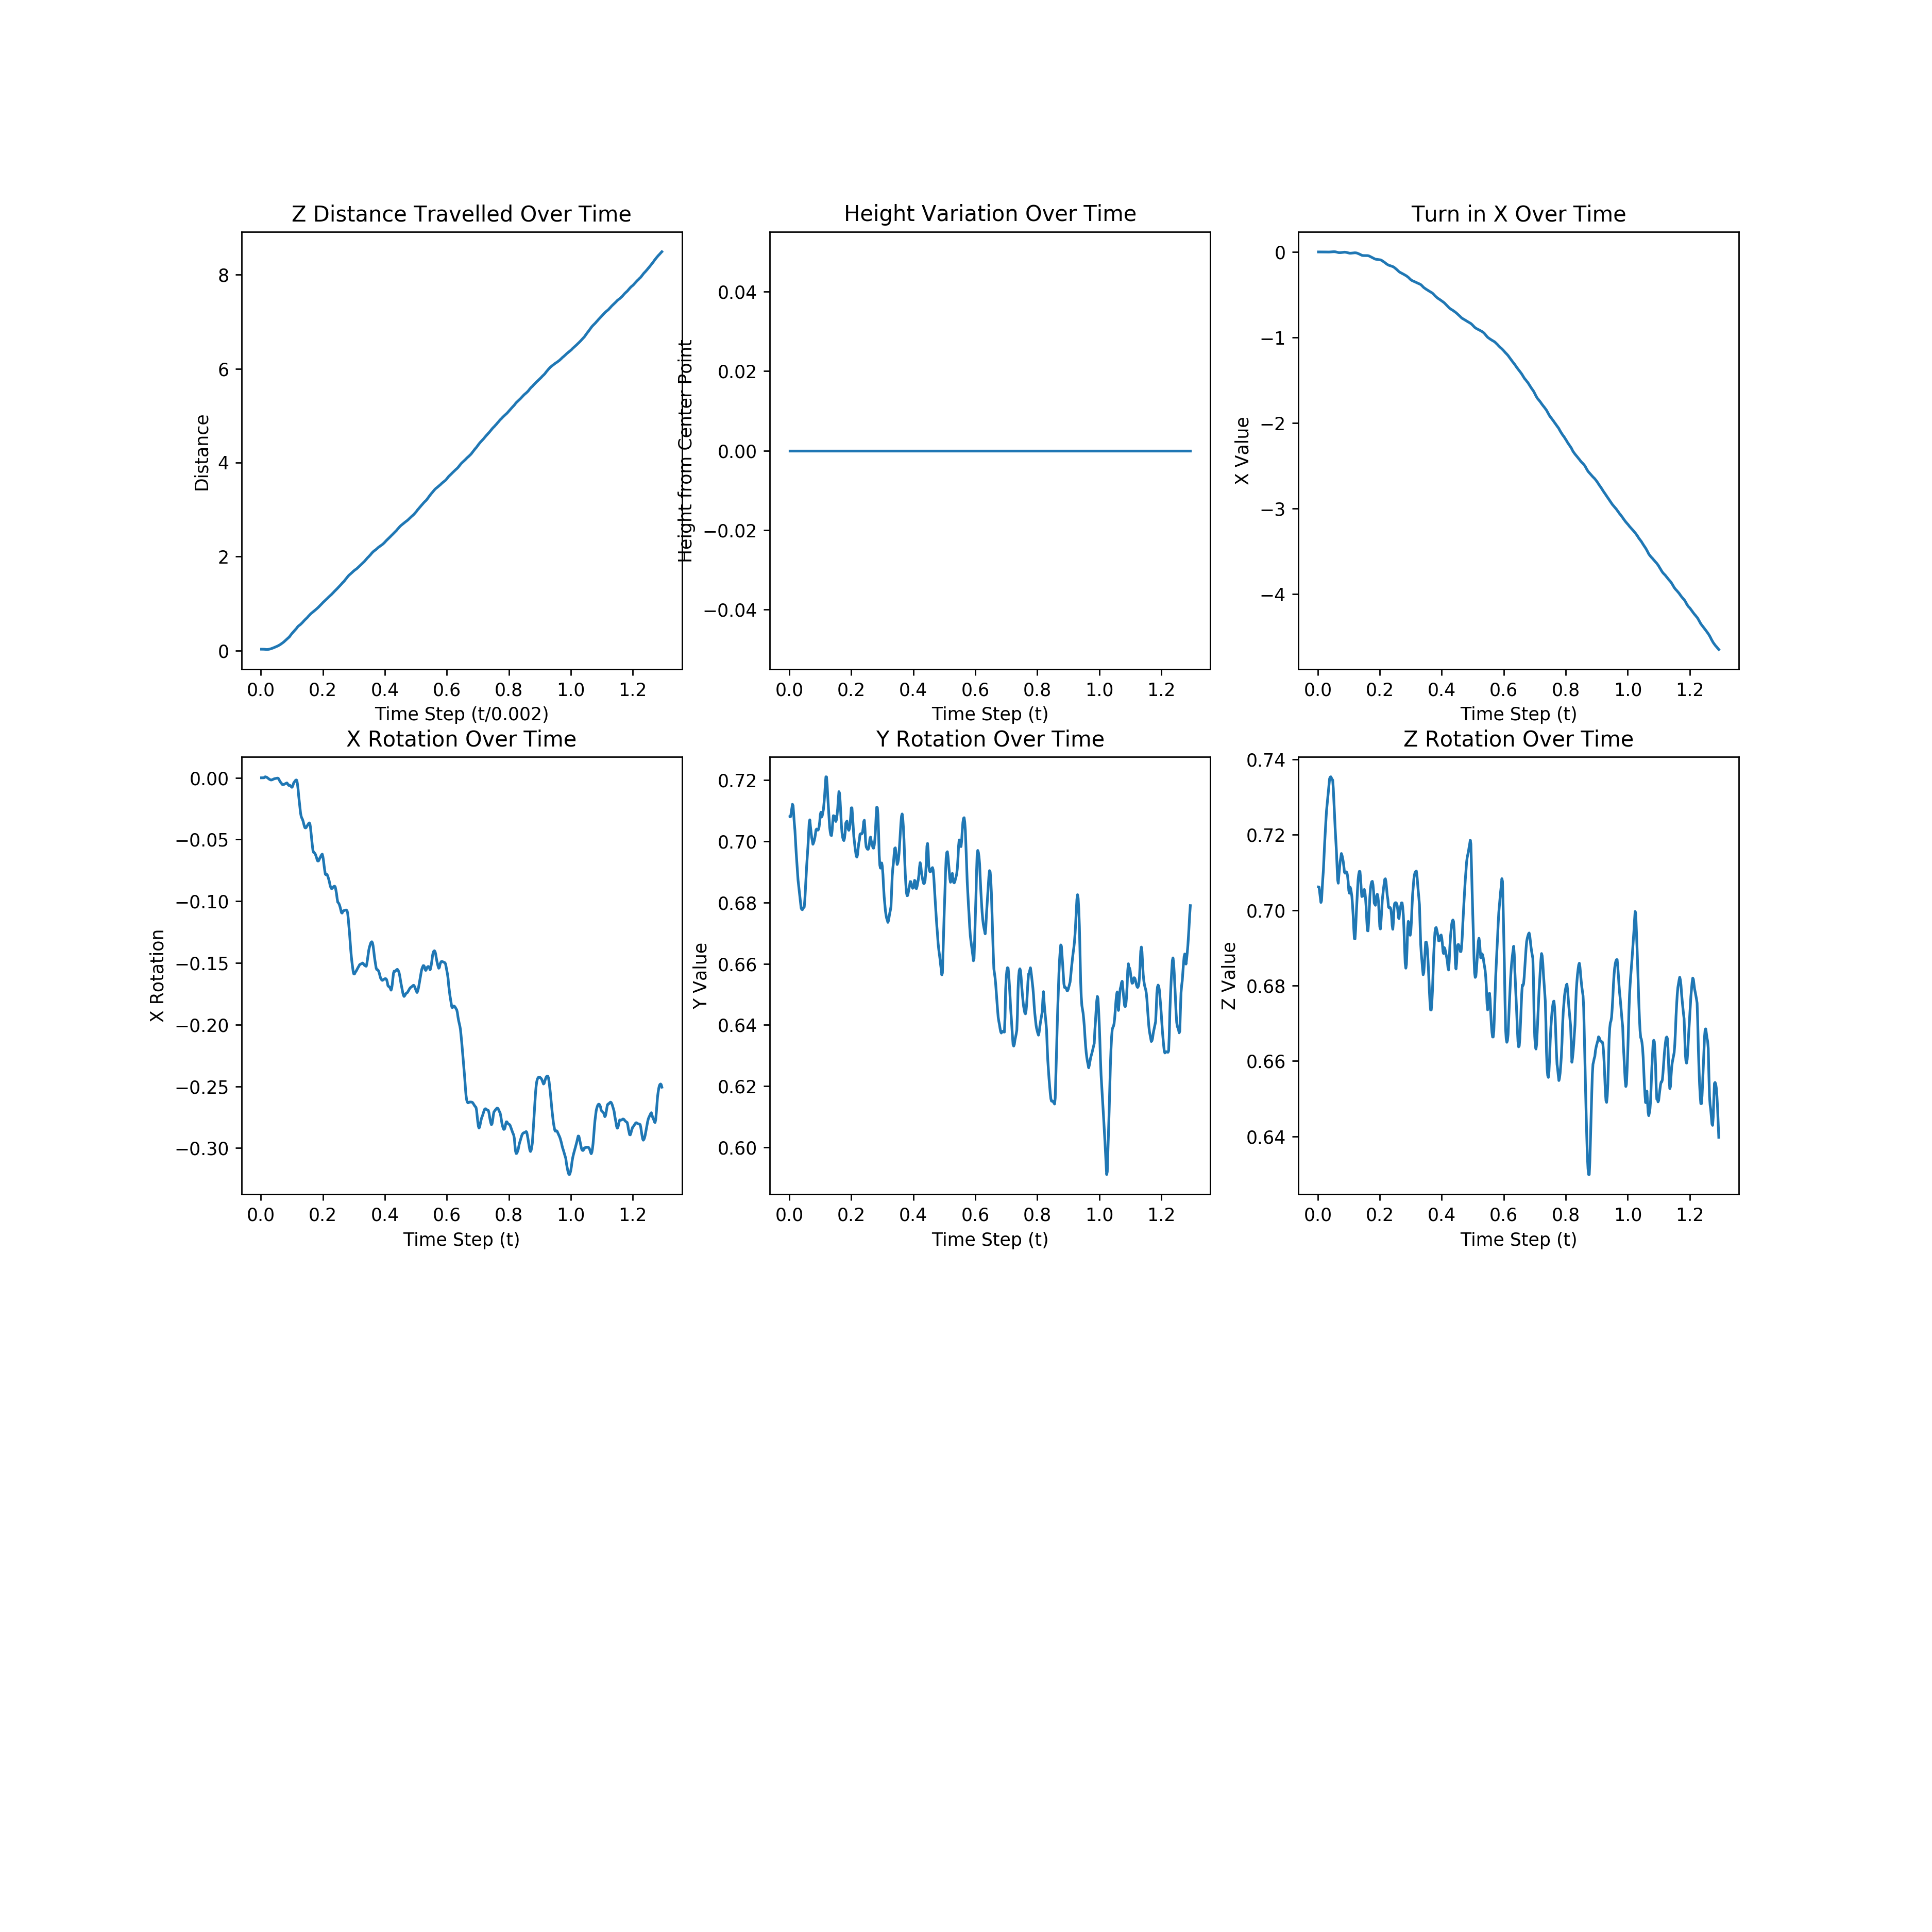 Z Distance Travelled Over Time
Height Variation Over Time
Turn in X Over Time
Distance
8
6
4
2
0
0.0 0.2 0.4 0.6 0.8 1.0 1.2
Time Step (t/0.002)
Height from Center Point
0.04
0.02
0.00
−0.02
−0.04
0.0 0.2 0.4 0.6 0.8 1.0 1.2
Time Step (t)
X Value
0
−1
−2
−3
−4
0.0 0.2 0.4 0.6 0.8 1.0 1.2
Time Step (t)
X Rotation Over Time
Y Rotation Over Time
Z Rotation Over Time
X Rotation
0.00
−0.05
−0.10
−0.15
−0.20
−0.25
−0.30
0.0 0.2 0.4 0.6 0.8 1.0 1.2
Time Step (t)
Y Value
0.72
0.70
0.68
0.66
0.64
0.62
0.60
0.0 0.2 0.4 0.6 0.8 1.0 1.2
Time Step (t)
Z Value
0.74
0.72
0.70
0.68
0.66
0.64
0.0 0.2 0.4 0.6 0.8 1.0 1.2
Time Step (t)